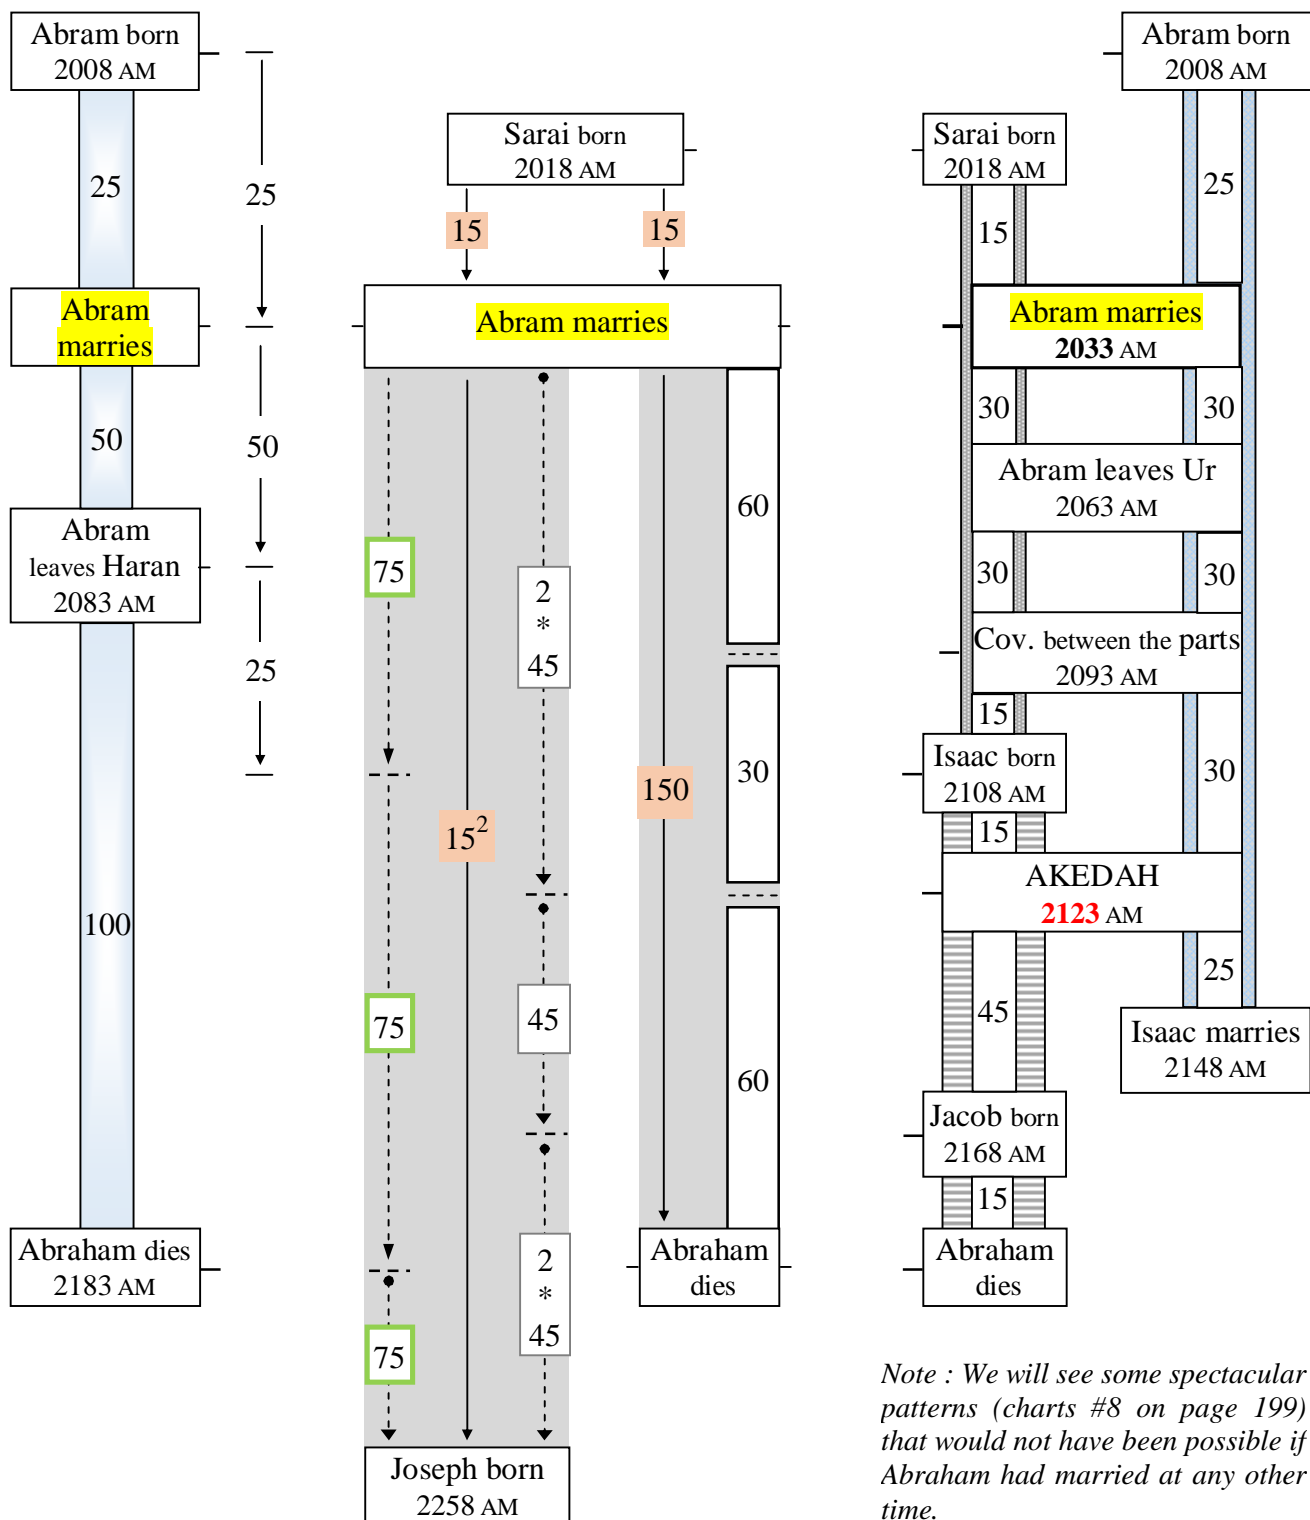 Abram born
2008 AM
25
Abram
marries
50
Abram
leaves Haran
2083 AM
100
Abraham dies
2183 AM
25
50
25
Sarai born
2018 AM
15
15
Abram marries
75
75
75
15²
2
*
45
45
2
*
45
150
60
30
60
Joseph born
2258 AM
Abraham
dies
Abram born
2008 AM
Sarai born
2018 AM
15
25
Abram marries
2033 AM
30
30
Abram leaves Ur
2063 AM
30
30
Cov. between the parts
2093 AM
15
30
Isaac born
2108 AM
15
AKEDAH
2123 AM
45
25
Isaac marries
2148 AM
Jacob born
2168 AM
15
Abraham
dies
Note : We will see some spectacular
patterns (charts #8 on page 199)
that would not have been possible if
Abraham had married at any other
time.